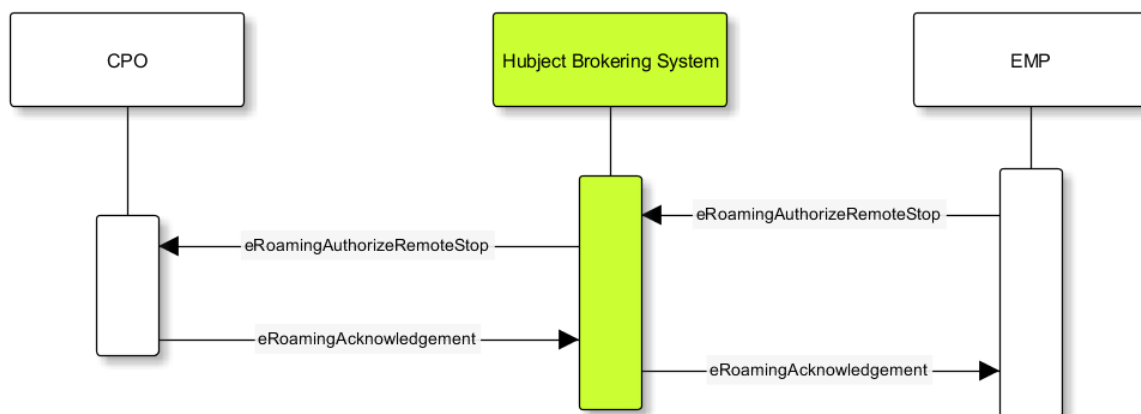 CPO
Hubject Brokering System
EMP
eRoamingAuthorizeRemoteStop
eRoamingAuthorizeRemoteStop
eRoamingAcknowledgement
eRoamingAcknowledgement